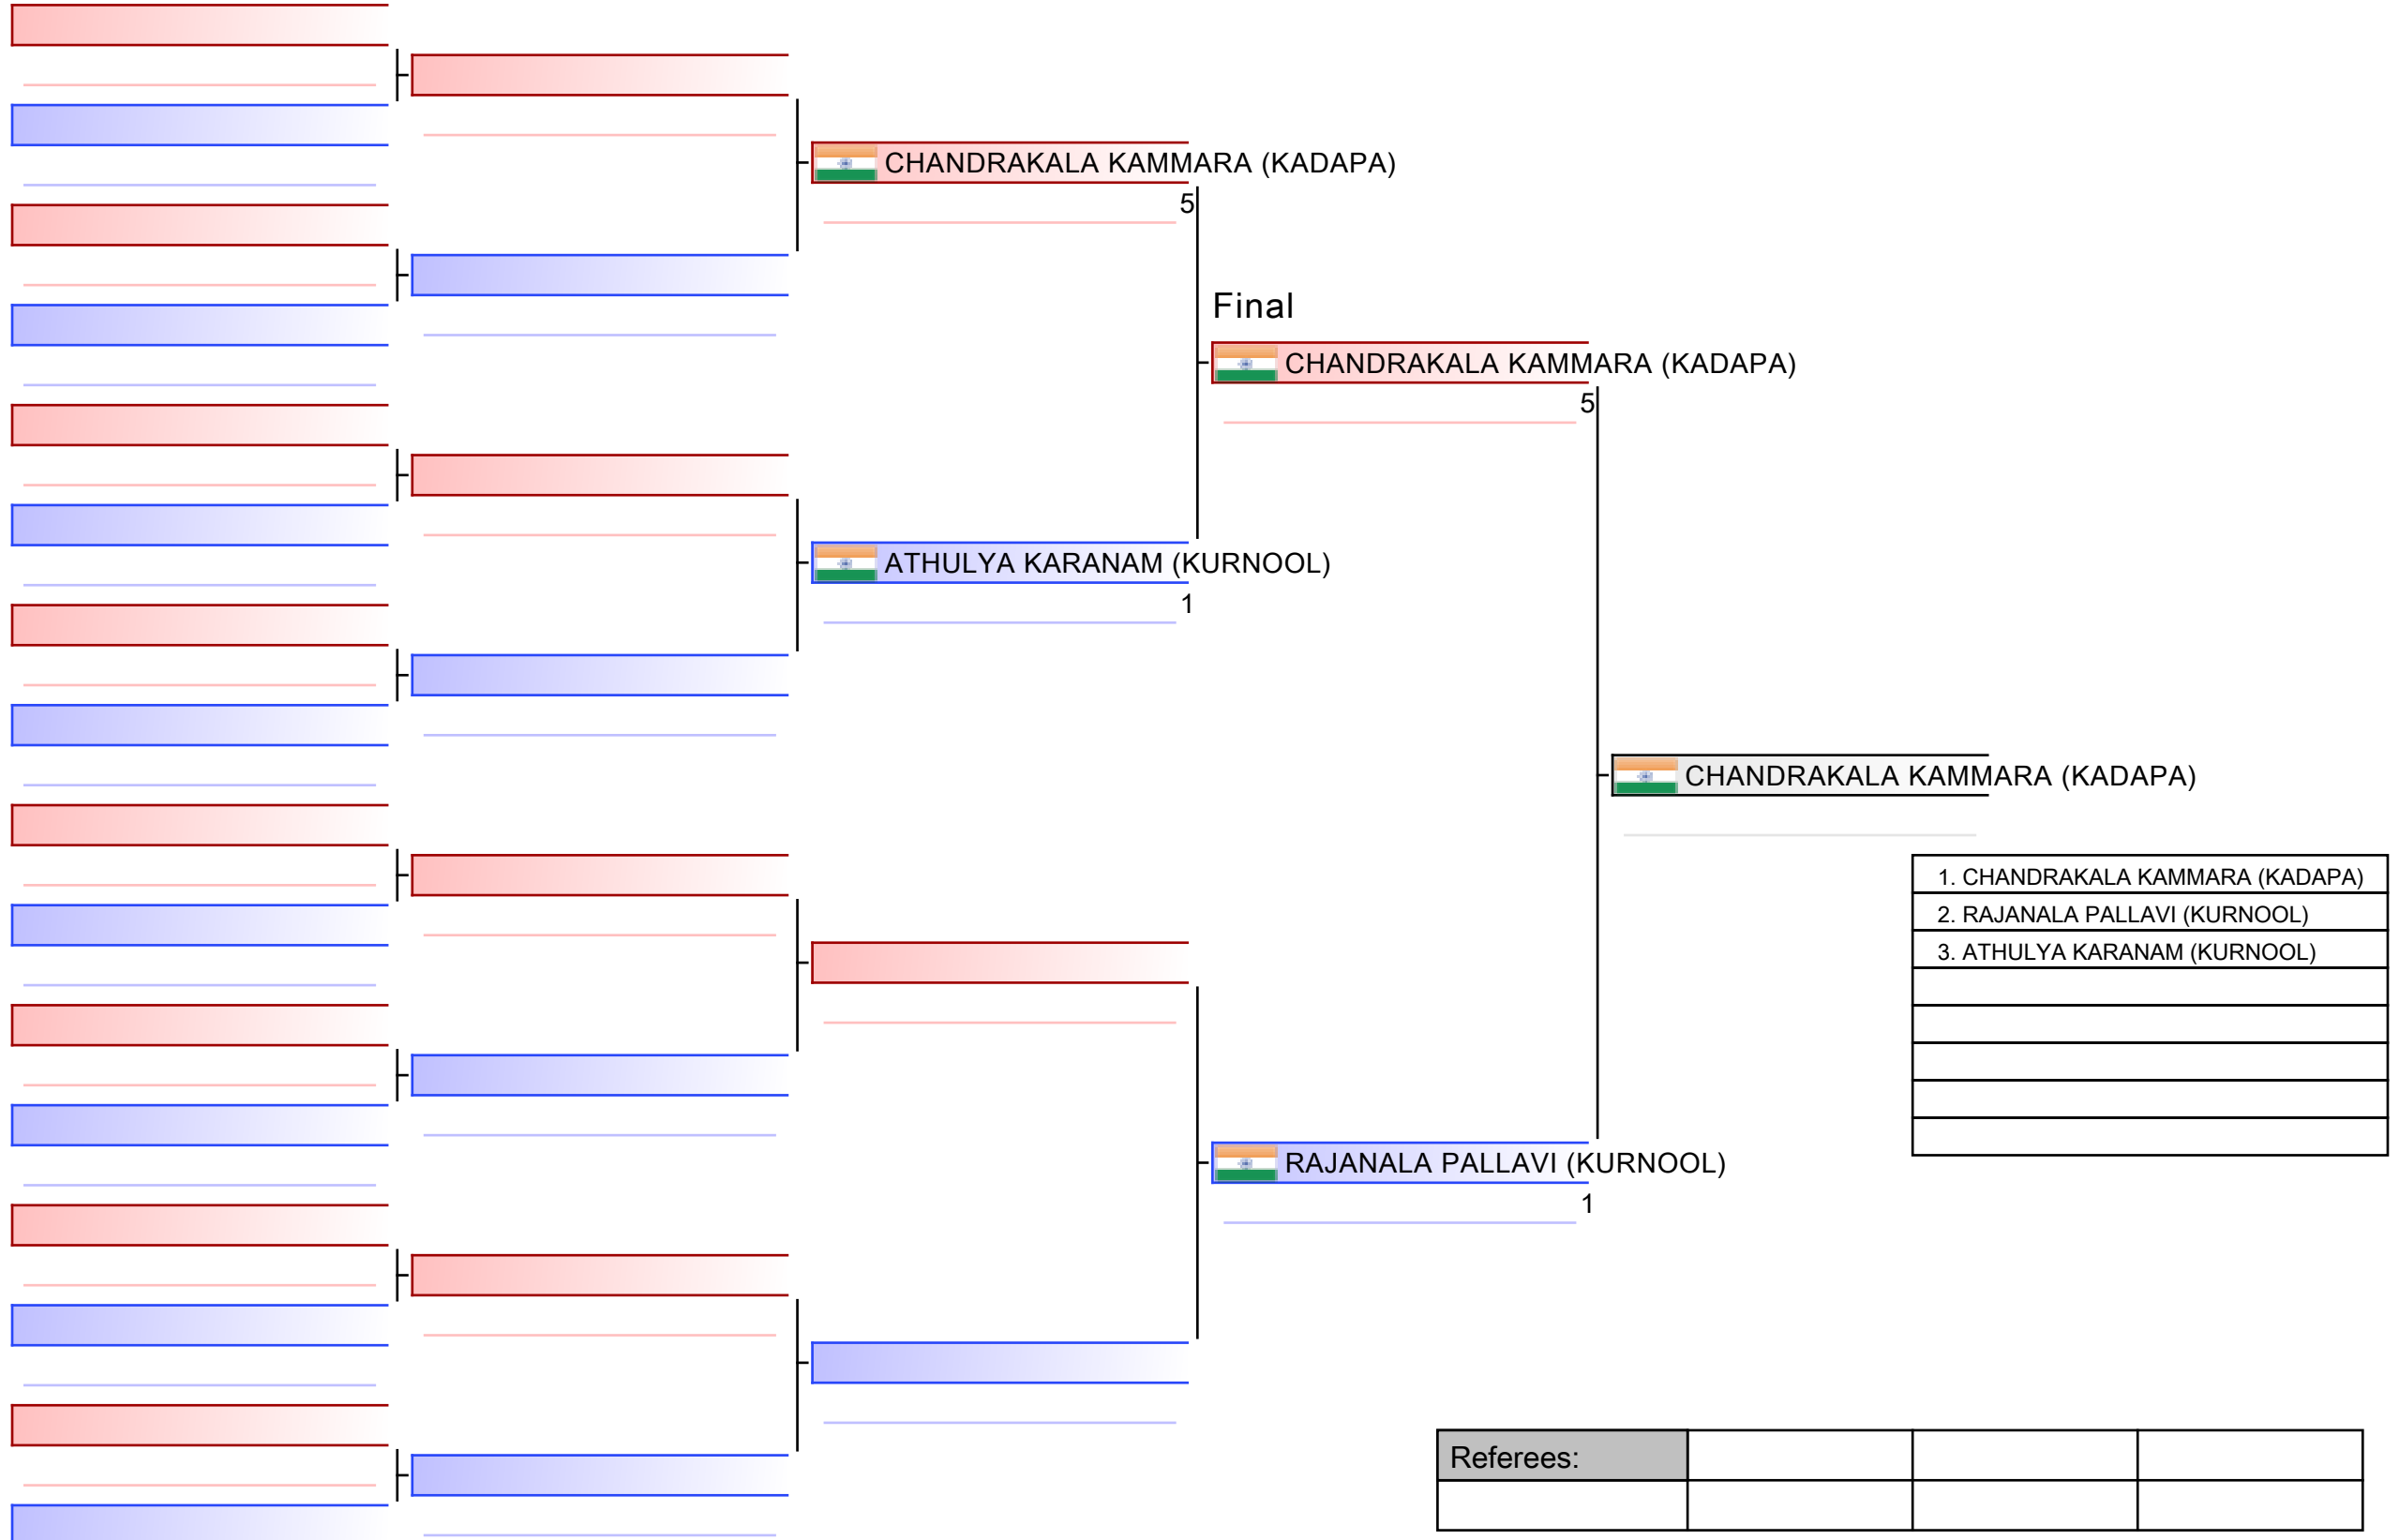 CHANDRAKALA KAMMARA (KADAPA)
5
Final
CHANDRAKALA KAMMARA (KADAPA)
5
ATHULYA KARANAM (KURNOOL)
1
CHANDRAKALA KAMMARA (KADAPA)
1. CHANDRAKALA KAMMARA (KADAPA)
2. RAJANALA PALLAVI (KURNOOL)
3. ATHULYA KARANAM (KURNOOL)
RAJANALA PALLAVI (KURNOOL)
1
Referees: